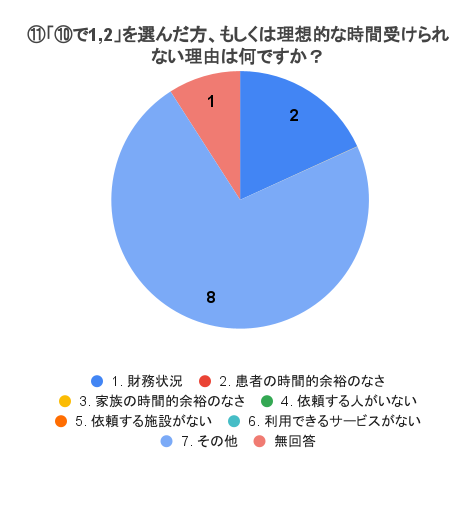 ⑪「⑩で1,2」を選んだ方、もしくは理想的な時間受けられ
ない理由は何ですか？
1
2
8
1. 財務状況 2. 患者の時間的余裕のなさ
3. 家族の時間的余裕のなさ 4. 依頼する人がいない
5. 依頼する施設がない 6. 利用できるサービスがない
7. その他 無回答